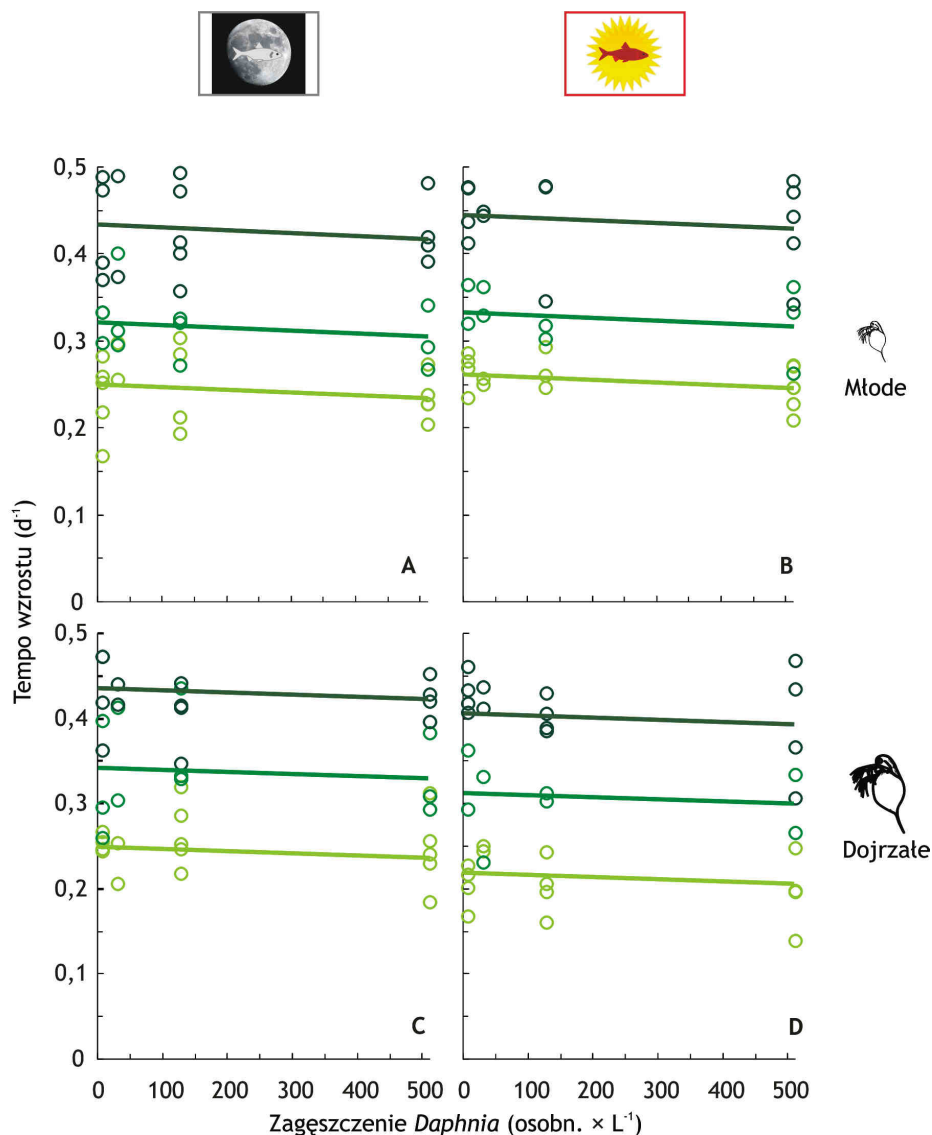 0,5
0,4
0,3
0,2
0,1
0
A
B
Młode
Tempo wzrostu (d⁻¹)
0,5
0,4
0,3
0,2
0,1
0
C
D
Dojrzałe
0 100 200 300 400 500
0 100 200 300 400 500
Zagęszczenie Daphnia (osobn. × L⁻¹)